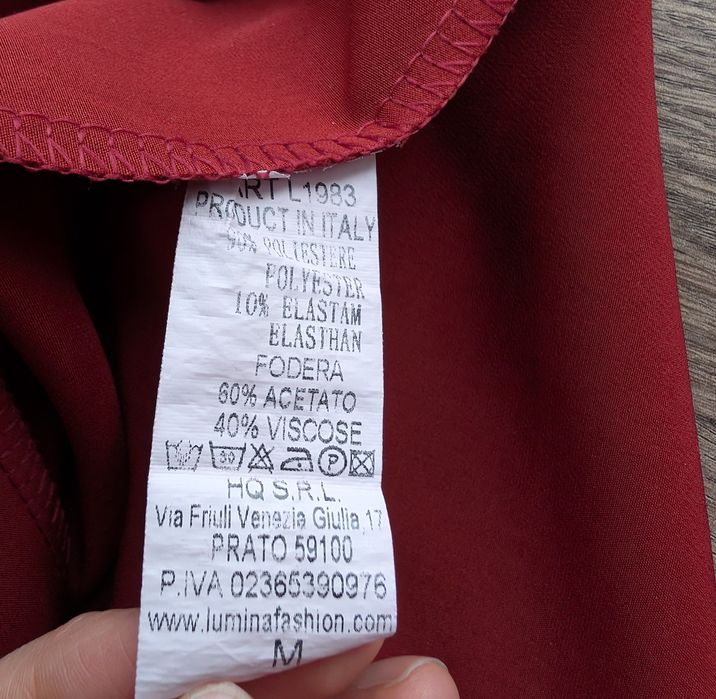 ART L1983
PRODUCT IN ITALY
90% POLIESTERE
POLYESTER
10% ELASTAM
ELASTHAN
FODERA
60% ACETATO
40% VISCOSE
30 P
HQ S.R.L.
Via Friuli Venezia Giulia,17
PRATO 59100
P.IVA 02365390976
www.luminafashion.com
M